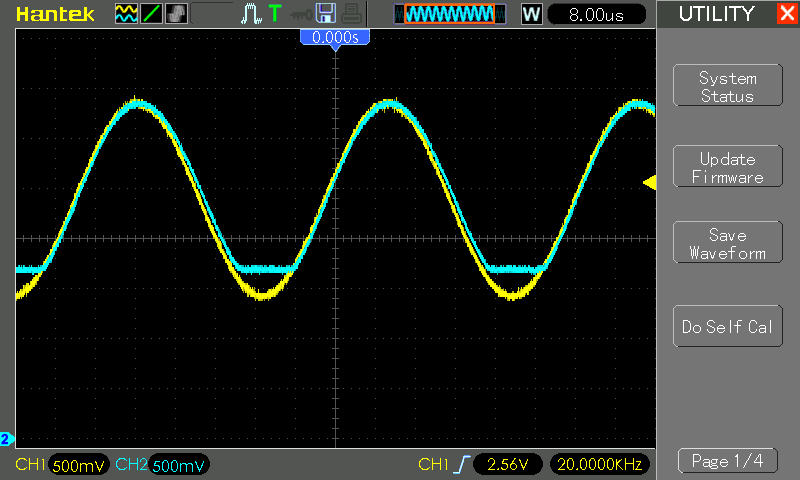 Hantek
T
W
8.00us
UTILITY
0.000s
System
Status
Update
Firmware
Save
Waveform
Do Self Cal
2
CH1 500mV CH2 500mV CH1 2.56V 20.0000KHz
Page 1/4